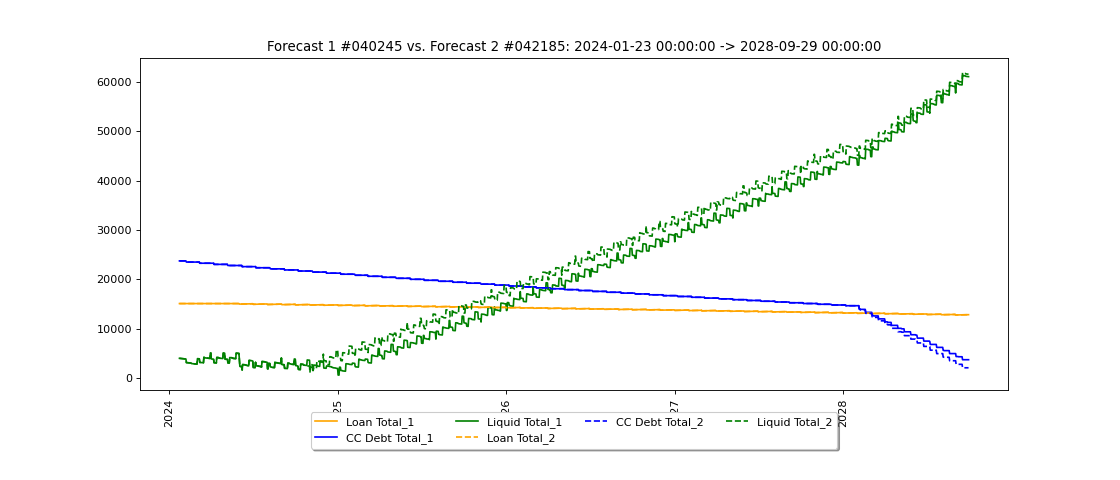 Forecast 1 #040245 vs. Forecast 2 #042185: 2024-01-23 00:00:00 -> 2028-09-29 00:00:00
60000
50000
40000
30000
20000
10000
0
2024
25
26
27
2028
Loan Total_1
Liquid Total_1
CC Debt Total_2
Liquid Total_2
CC Debt Total_1
Loan Total_2